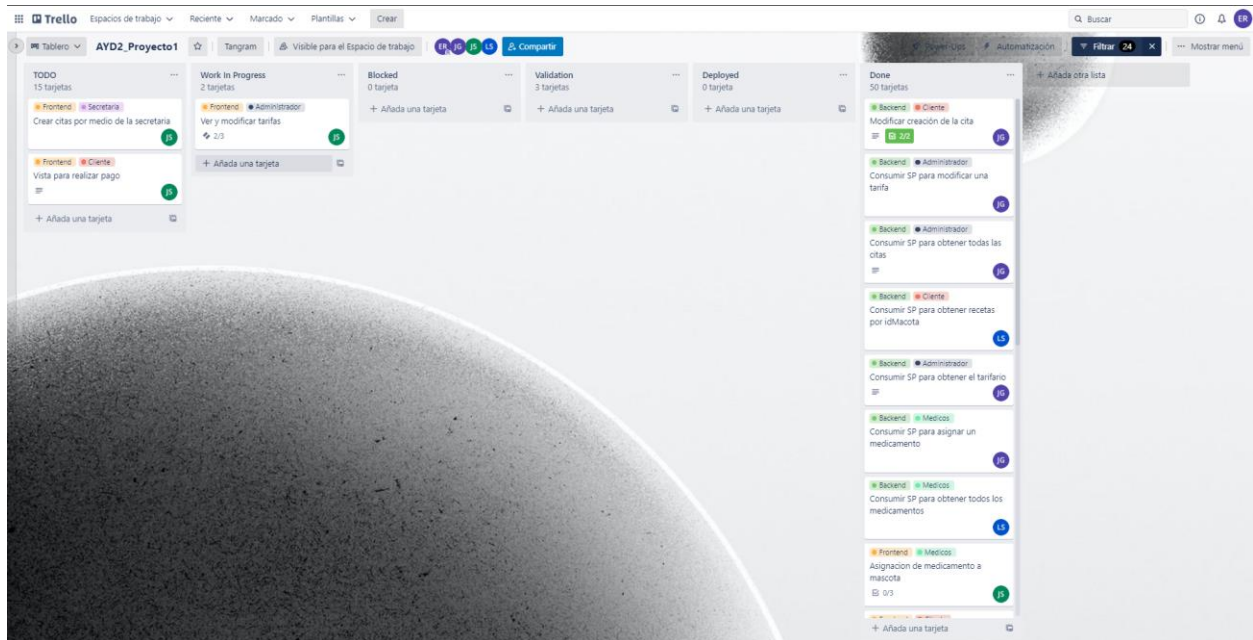 Trello Espacios de trabajo Reciente Marcado Plantillas Crear Buscar ER
Tablero AYD2_Proyecto1 Tangram Visible para el Espacio de trabajo ER JG JS LS Compartir Power-Ups Automatización Filtrar 24 × Mostrar menú
TODO
15 tarjetas
Frontend Secretaria
Crear citas por medio de la secretaria
JS
Frontend Cliente
Vista para realizar pago
JS
+ Añada una tarjeta
Work In Progress
2 tarjetas
Frontend Administrador
Ver y modificar tarifas
2/3 JS
+ Añada una tarjeta
Blocked
0 tarjeta
+ Añada una tarjeta
Validation
3 tarjetas
+ Añada una tarjeta
Deployed
0 tarjeta
+ Añada una tarjeta
Done
50 tarjetas
Backend Cliente
Modificar creación de la cita
2/2 JG
Backend Administrador
Consumir SP para modificar una
tarifa
JG
Backend Administrador
Consumir SP para obtener todas las
citas
JG
Backend Cliente
Consumir SP para obtener recetas
por idMacota
LS
Backend Administrador
Consumir SP para obtener el tarifario
JG
Backend Medicos
Consumir SP para asignar un
medicamento
JG
Backend Medicos
Consumir SP para obtener todos los
medicamentos
LS
Frontend Medicos
Asignacion de medicamento a
mascota
0/3 JS
+ Añada una tarjeta
+ Añada otra lista